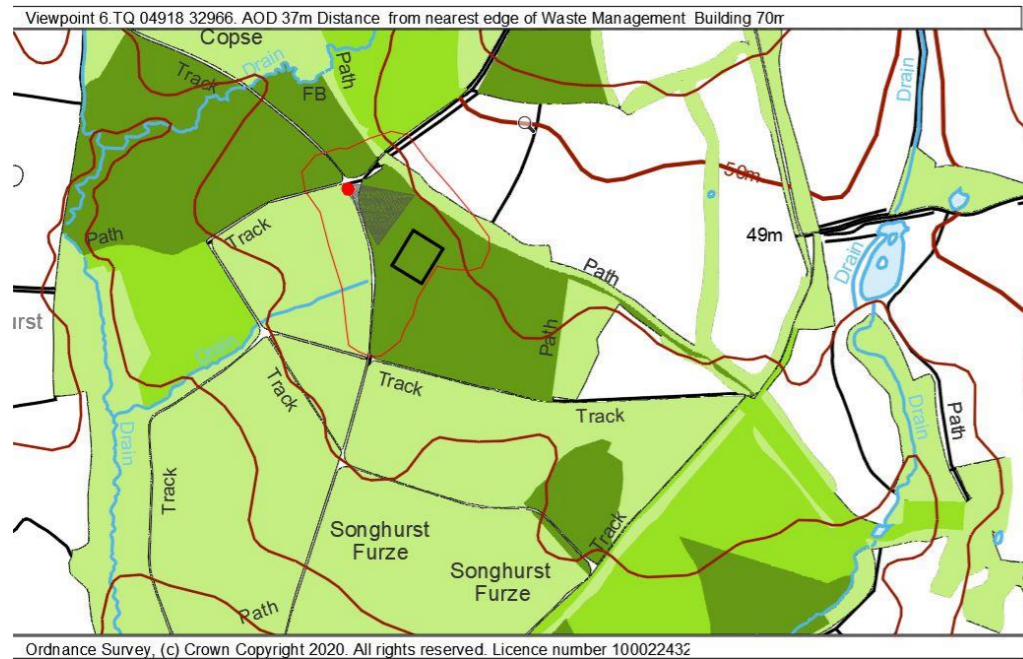 Viewpoint 6.TQ 04918 32966. AOD 37m Distance from nearest edge of Waste Management Building 70m
Copse
Track
Drain
Path
FB
Drain
50m
Path
Track
49m
Drain
Path
urst
Drain
Path
Track
Track
Track
Track
Drain
Drain
Path
Track
Songhurst
Furze
Track
Songhurst
Furze
Path
Ordnance Survey, (c) Crown Copyright 2020. All rights reserved. Licence number 100022432